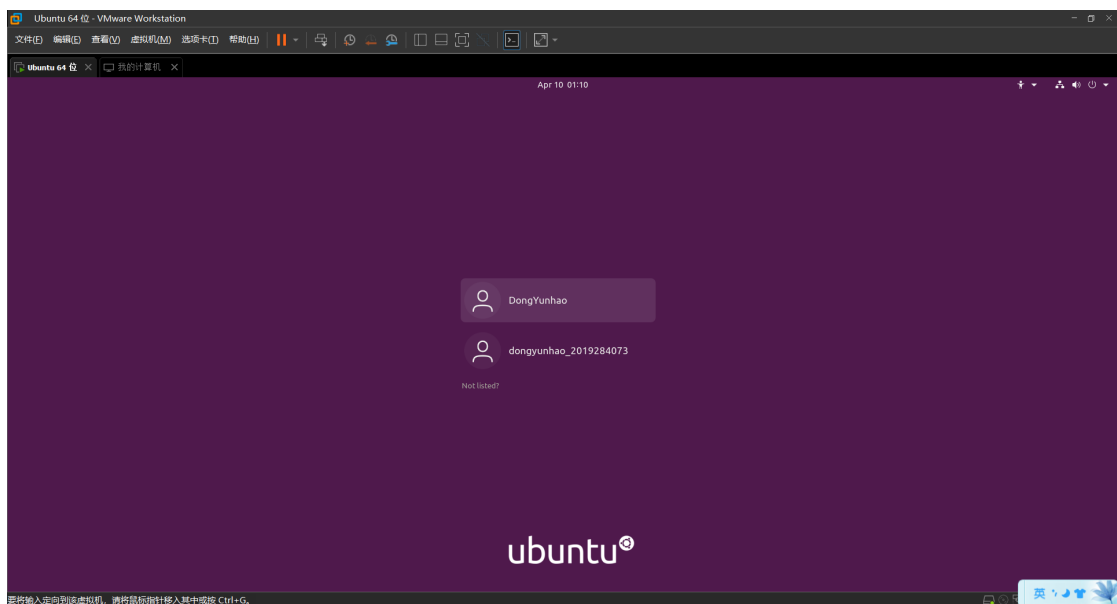 Ubuntu 64 位 - VMware Workstation
文件(F) 编辑(E) 查看(V) 虚拟机(M) 选项卡(T) 帮助(H)
Ubuntu 64 位 我的计算机
Apr 10 01:10
DongYunhao
dongyunhao_2019284073
Not listed?
ubuntu
要将输入定向到该虚拟机，请将鼠标指针移入其中或按 Ctrl+G。
英